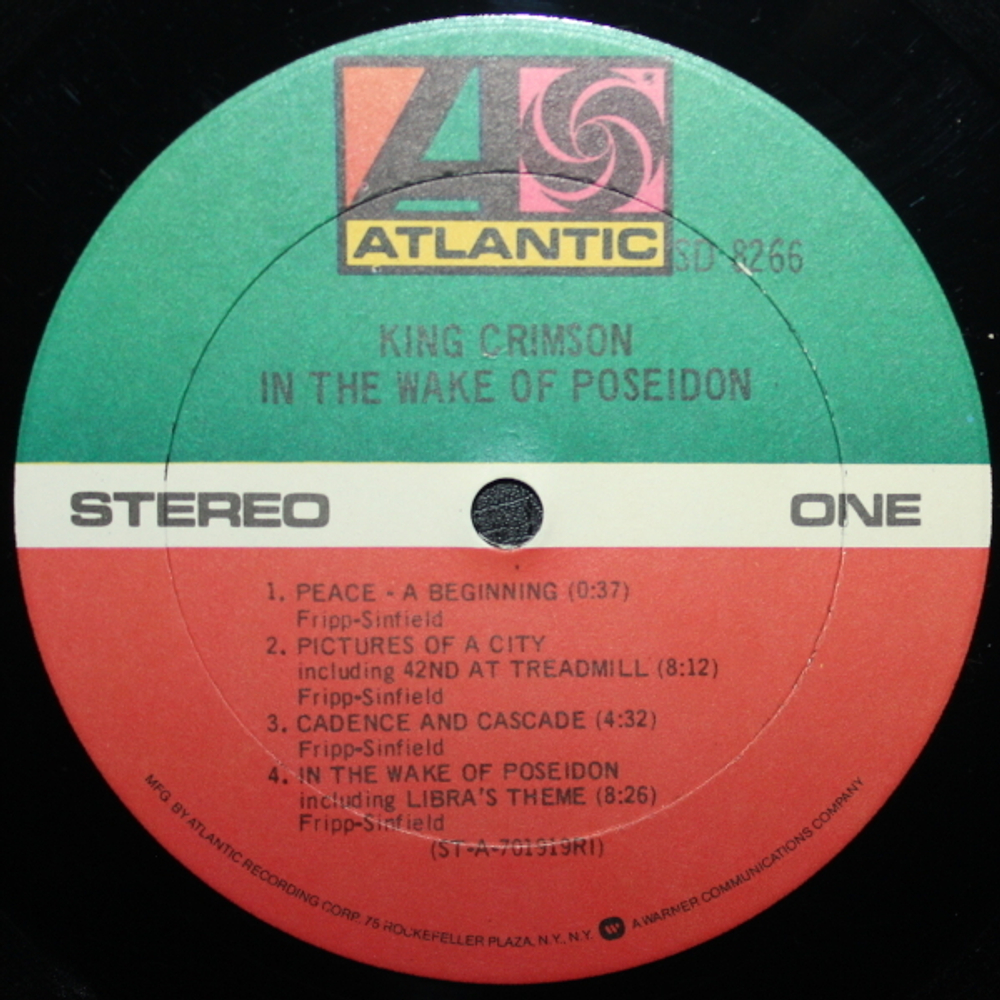 ATLANTIC
SD 8266
KING CRIMSON
IN THE WAKE OF POSEIDON
STEREO
ONE
1. PEACE - A BEGINNING (0:37)
Fripp-Sinfield
2. PICTURES OF A CITY
including 42ND AT TREADMILL (8:12)
Fripp-Sinfield
3. CADENCE AND CASCADE (4:32)
Fripp-Sinfield
4. IN THE WAKE OF POSEIDON
including LIBRA'S THEME (8:26)
Fripp-Sinfield
(ST-A-701919RI)
MFG BY ATLANTIC RECORDING CORP. 75 ROCKEFELLER PLAZA, N.Y., N.Y. A WARNER COMMUNICATIONS COMPANY